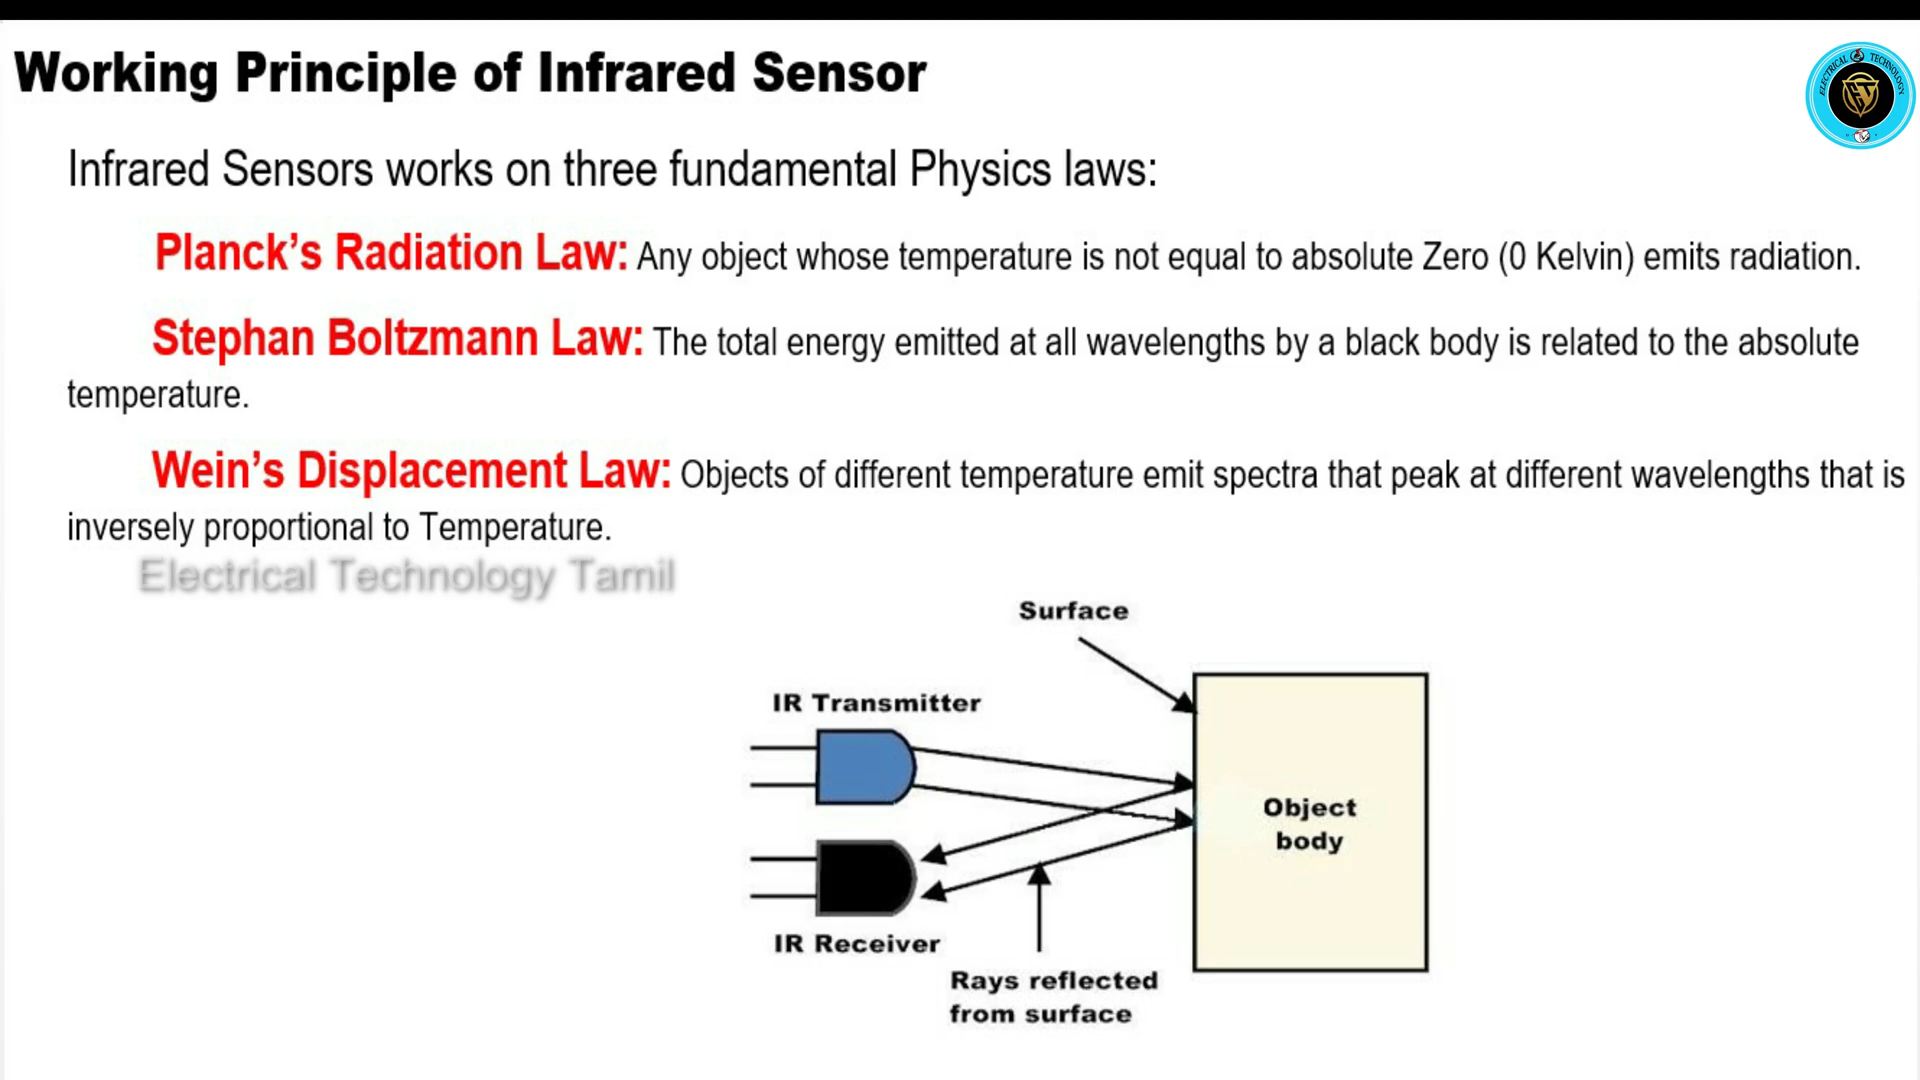 Working Principle of Infrared Sensor
ELECTRICAL TECHNOLOGY
Infrared Sensors works on three fundamental Physics laws:
Planck’s Radiation Law: Any object whose temperature is not equal to absolute Zero (0 Kelvin) emits radiation.
Stephan Boltzmann Law: The total energy emitted at all wavelengths by a black body is related to the absolute
temperature.
Wein’s Displacement Law: Objects of different temperature emit spectra that peak at different wavelengths that is
inversely proportional to Temperature.
Electrical Technology Tamil
Surface
IR Transmitter
Object
body
IR Receiver
Rays reflected
from surface